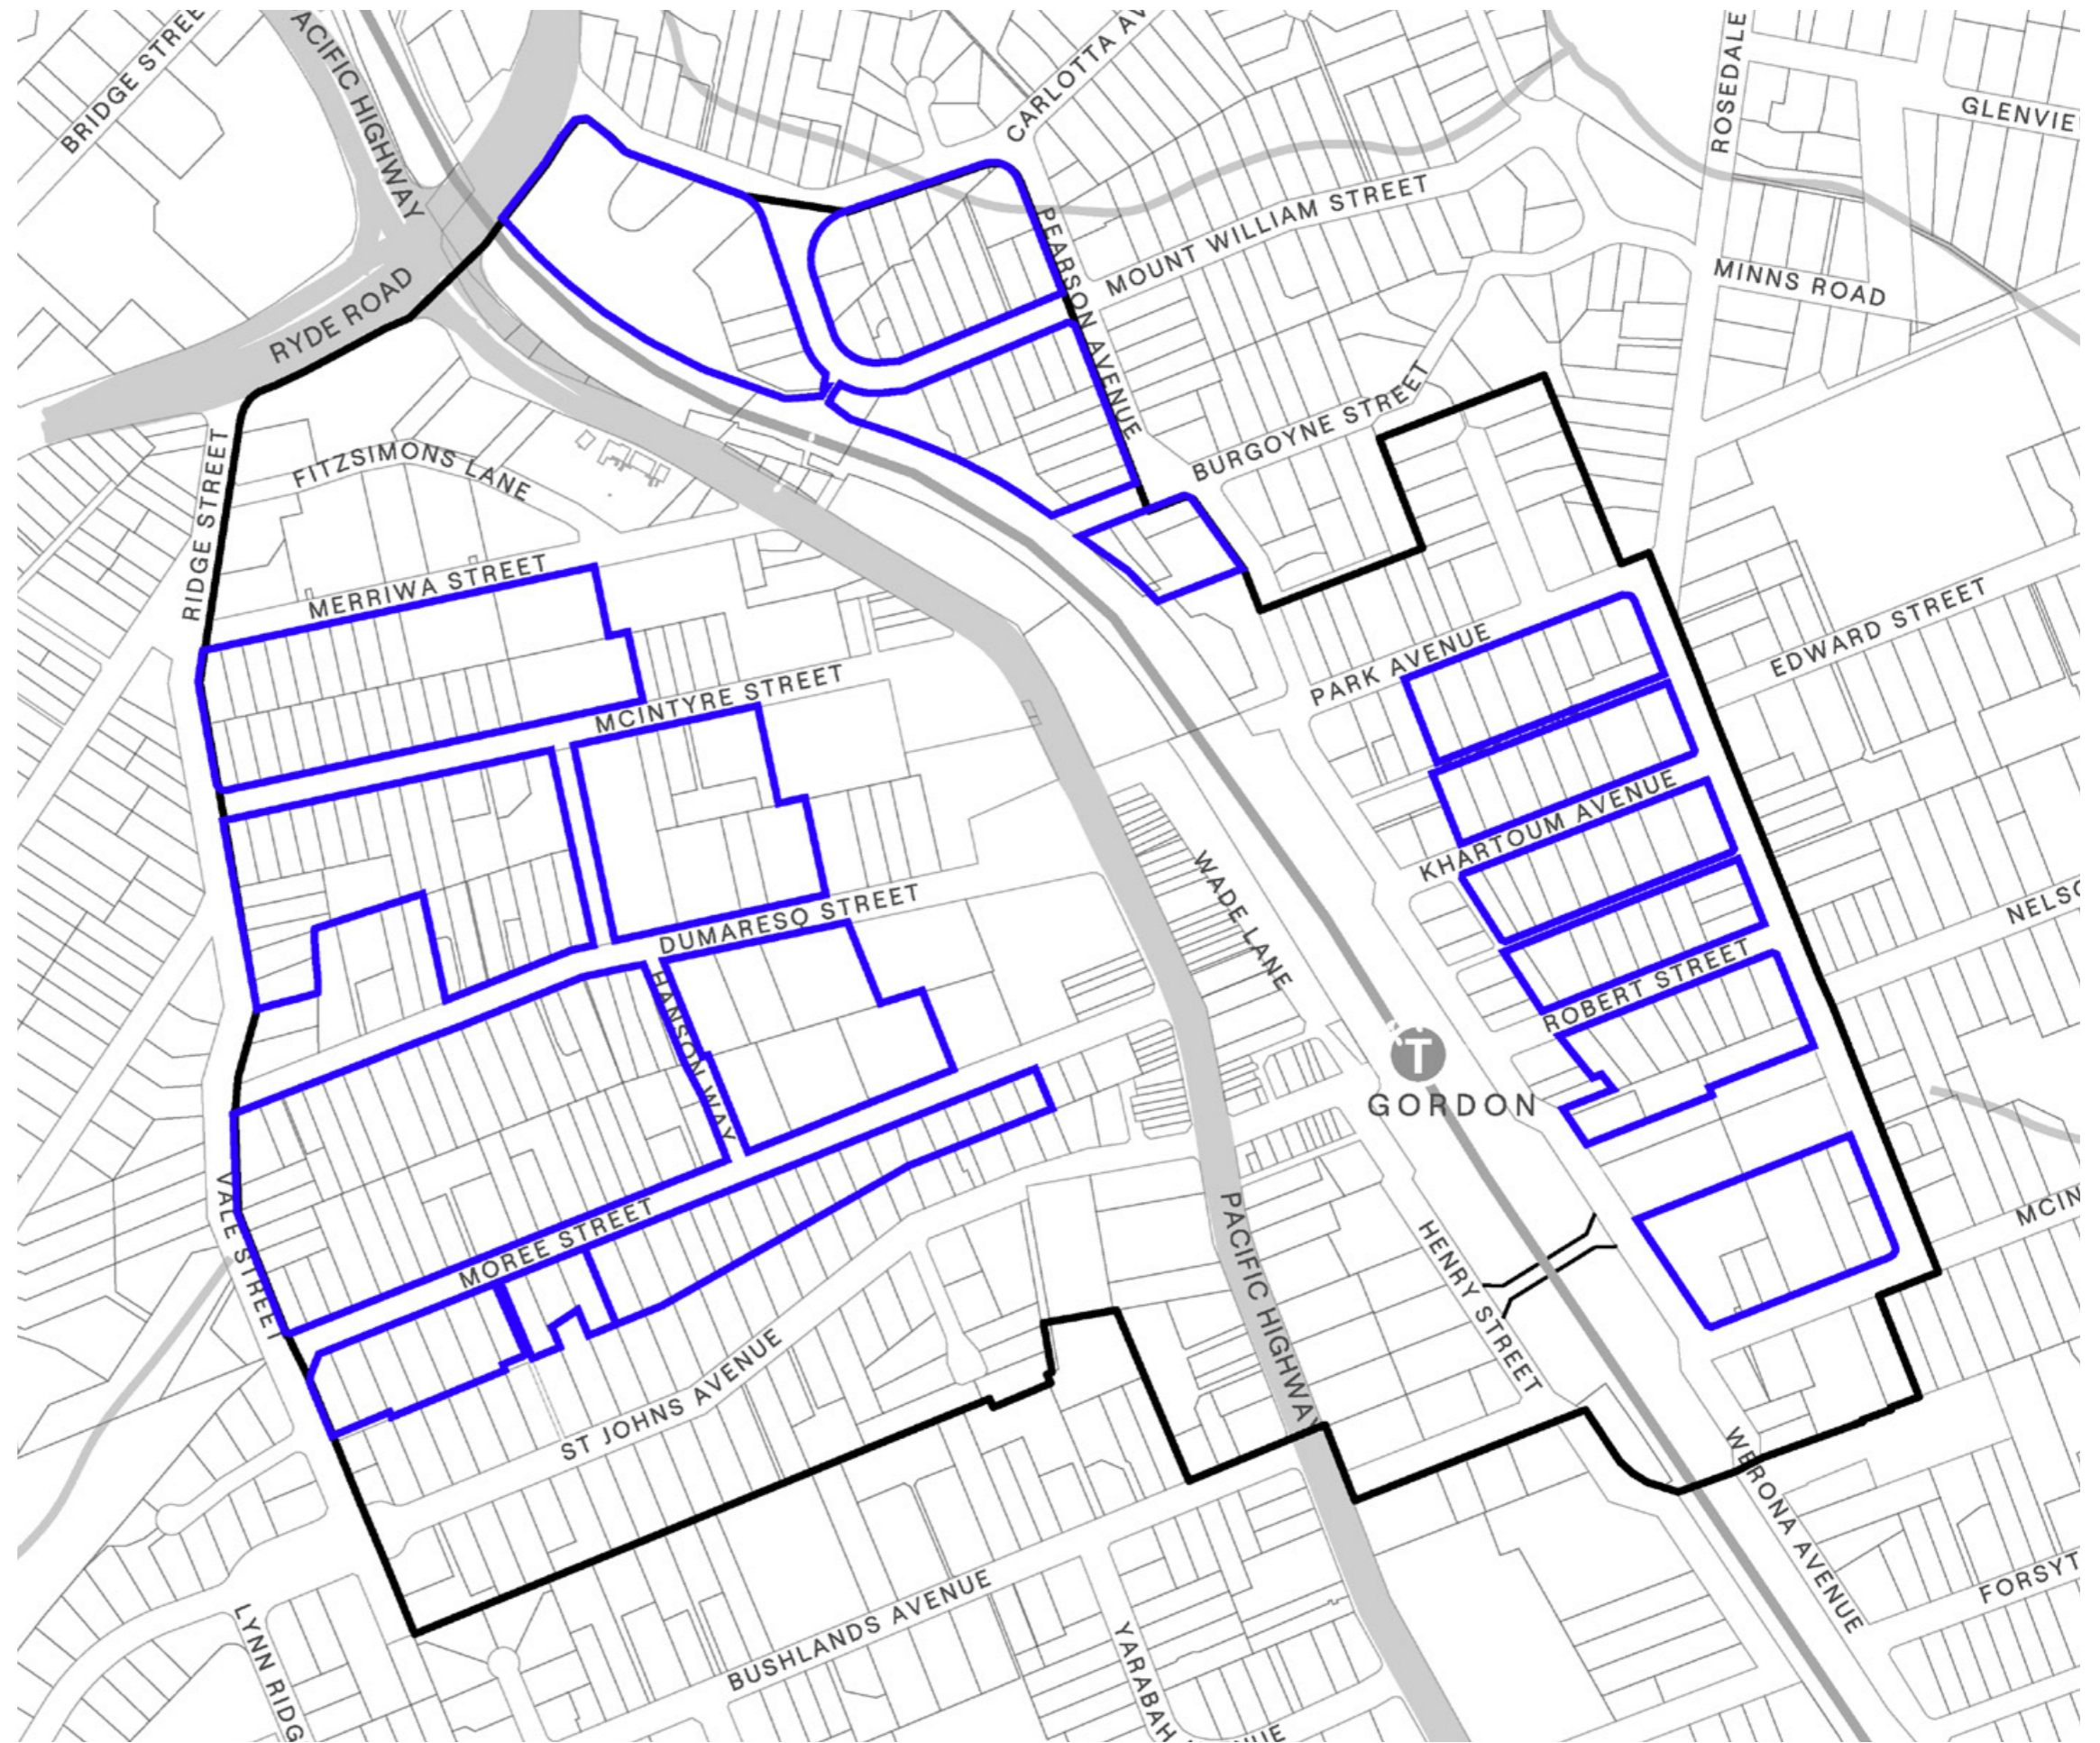 BRIDGE STREE
ACIFIC HIGHWAY
CARLOTTA AV
ROSEDALE
GLENVIE
PEARSON AVENUE
MOUNT WILLIAM STREET
MINNS ROAD
RYDE ROAD
BURGOYNE STREET
RIDGE STREET
FITZSIMONS LANE
MERRIWA STREET
EDWARD STREET
PARK AVENUE
MCINTYRE STREET
KHARTOUM AVENUE
WADE LANE
DUMARESQ STREET
NELSO
ROBERT STREET
HANSON WAY
T
GORDON
VALE STREET
MOREE STREET
PACIFIC HIGHWAY
HENRY STREET
MCIN
ST JOHNS AVENUE
WERONA AVENUE
BUSHLANDS AVENUE
FORSYT
LYNN RIDG
YARABAH
NUE